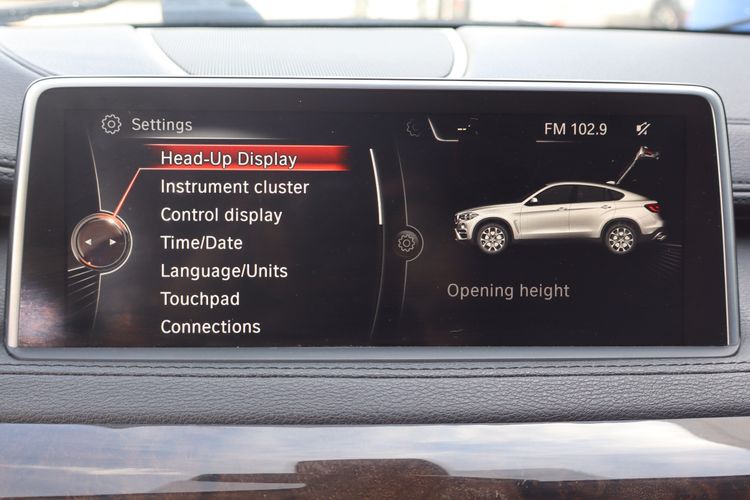 Settings
--·-
FM 102.9
Head-Up Display
Instrument cluster
Control display
Time/Date
Language/Units
Touchpad
Connections
Opening height